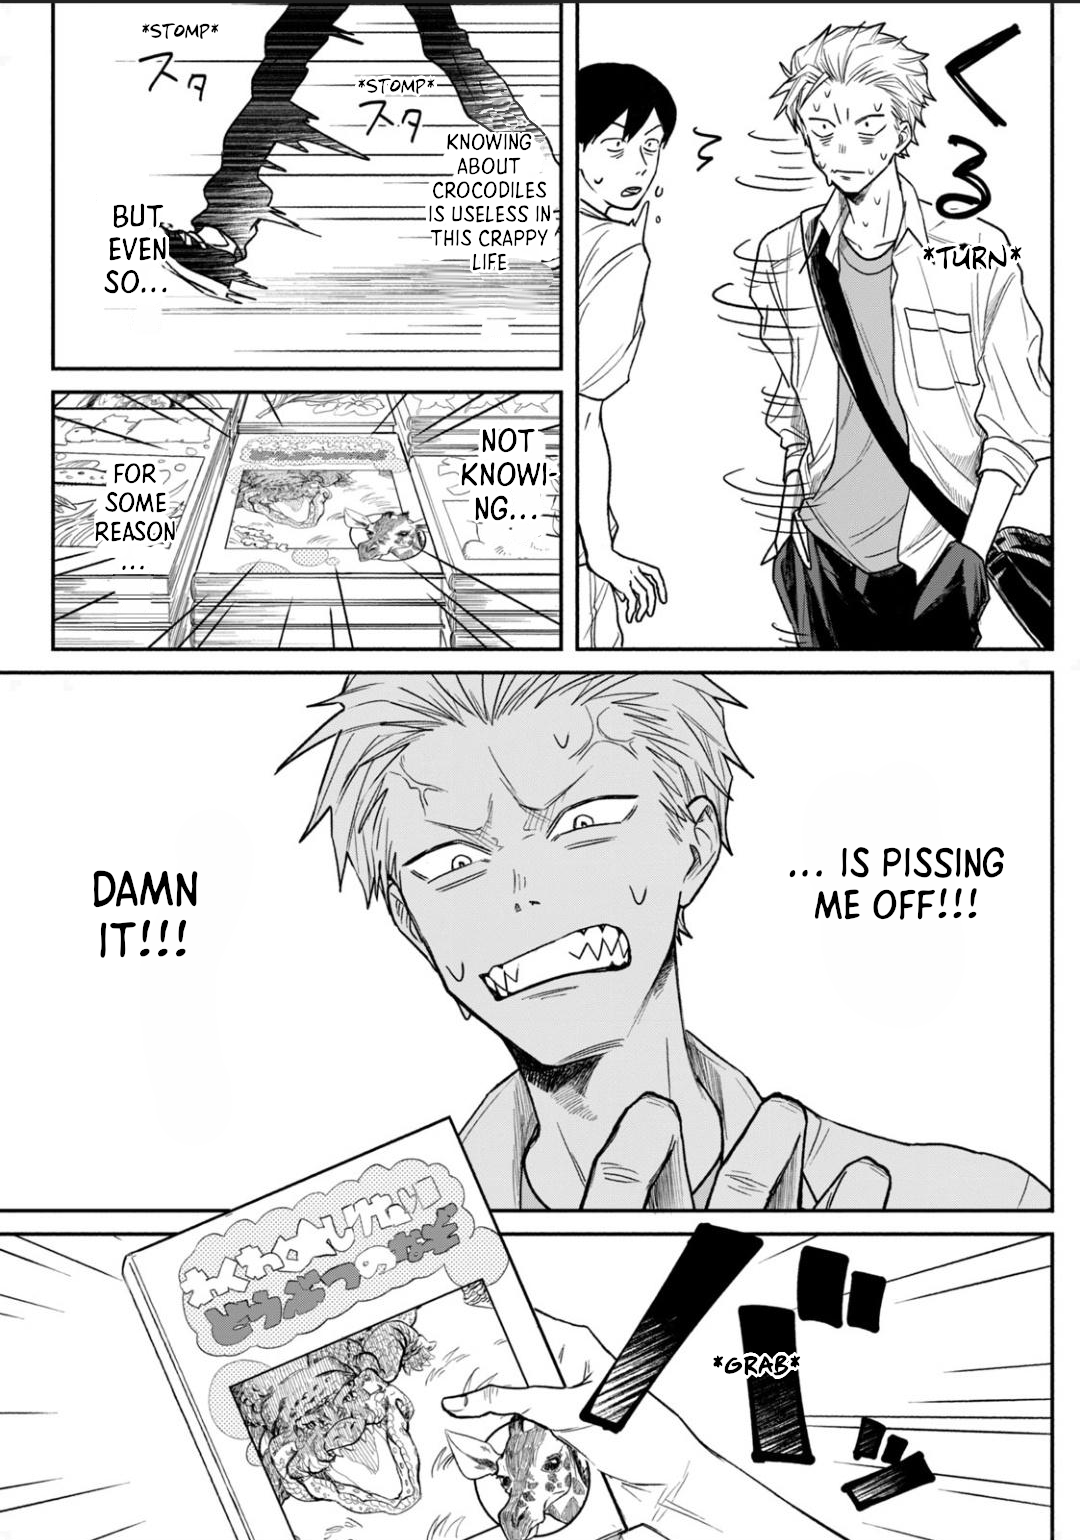 く
る
*TURN*
*STOMP*
スタ
*STOMP*
スタ
KNOWING
ABOUT
CROCODILES
IS USELESS IN
THIS CRAPPY
LIFE
BUT
EVEN
SO...
NOT
KNOWI-
NG...
FOR
SOME
REASON
...
... IS PISSING
ME OFF!!!
DAMN
IT!!!
どうぶつのなぞ
*GRAB*